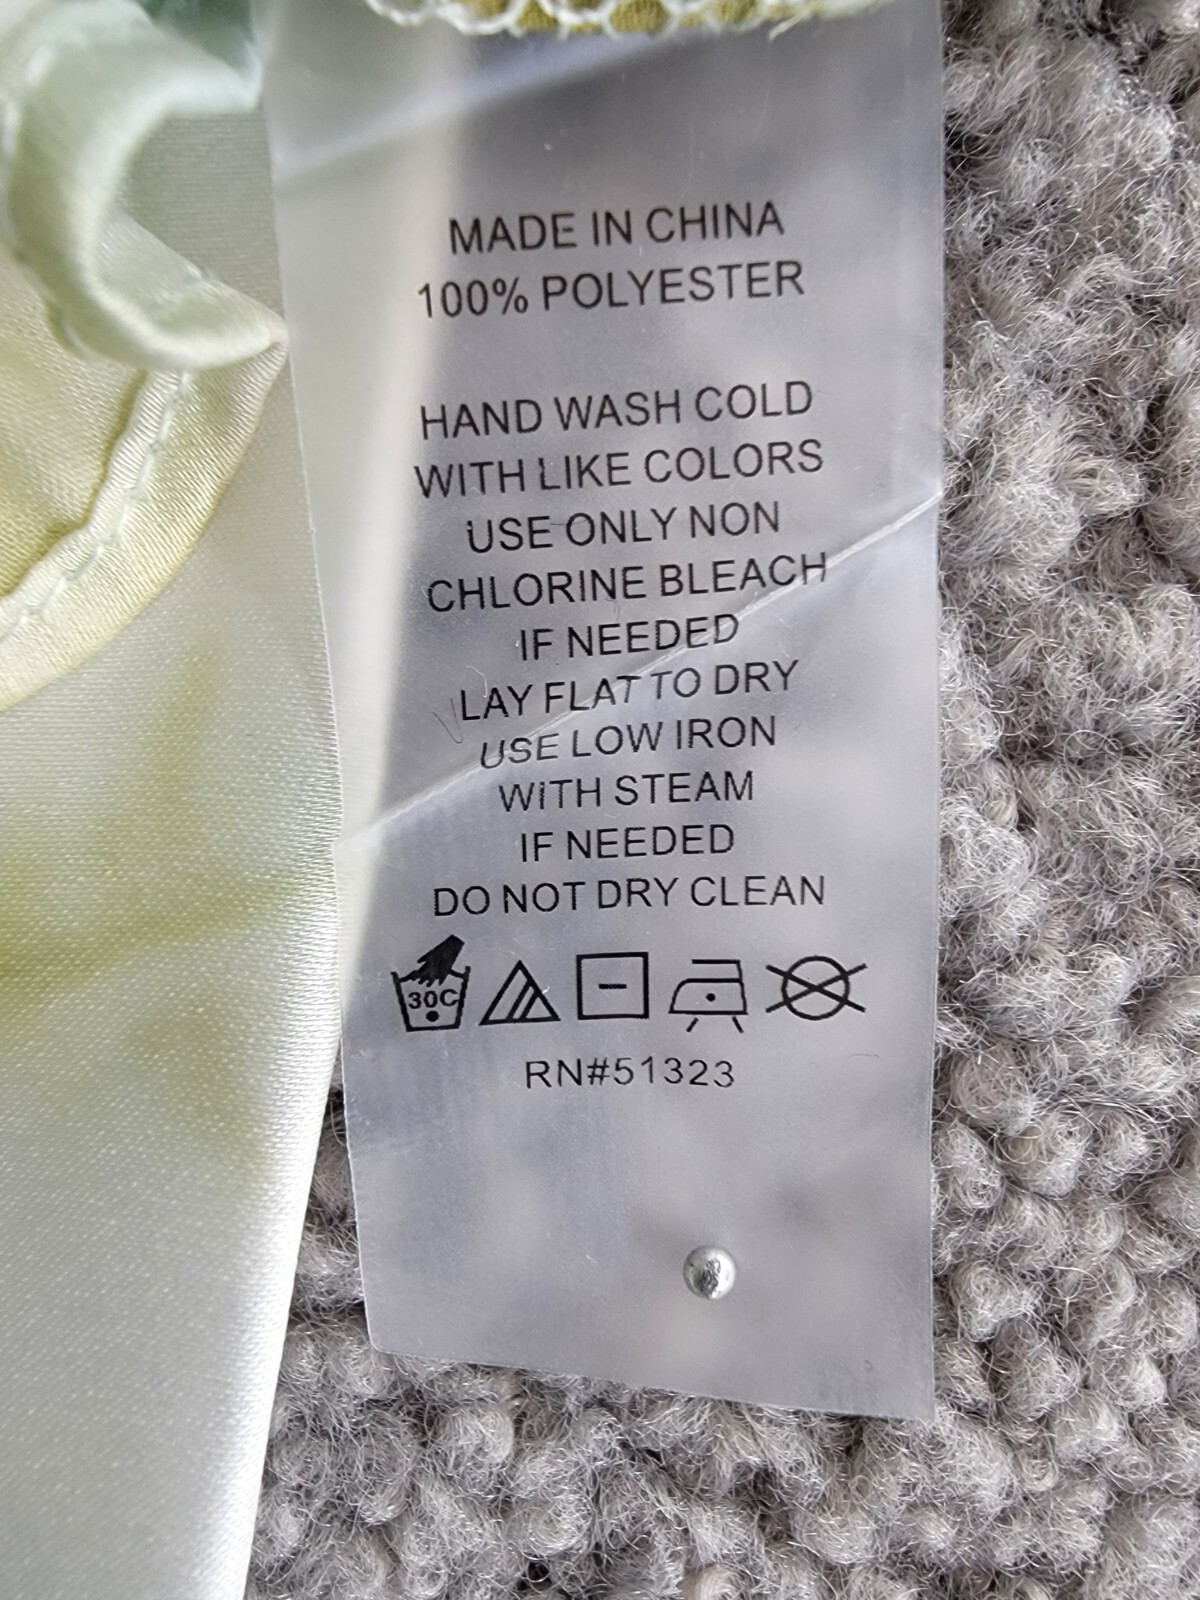 MADE IN CHINA
100% POLYESTER
HAND WASH COLD
WITH LIKE COLORS
USE ONLY NON
CHLORINE BLEACH
IF NEEDED
LAY FLAT TO DRY
USE LOW IRON
WITH STEAM
IF NEEDED
DO NOT DRY CLEAN
30C
RN#51323